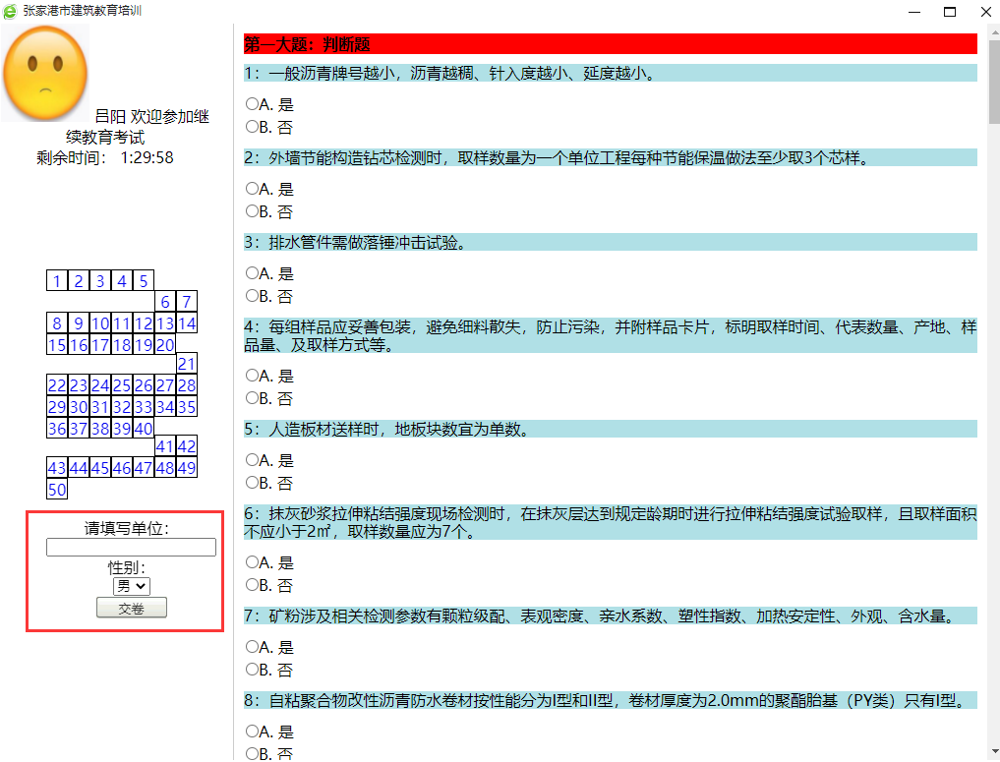 张家港市建筑教育培训
吕阳 欢迎参加继
续教育考试
剩余时间： 1:29:58
1 2 3 4 5
6 7
8 9 10 11 12 13 14
15 16 17 18 19 20
21
22 23 24 25 26 27 28
29 30 31 32 33 34 35
36 37 38 39 40
41 42
43 44 45 46 47 48 49
50
请填写单位：
性别：
男
交卷
第一大题：判断题
1：一般沥青牌号越小，沥青越稠、针入度越小、延度越小。
A. 是
B. 否
2：外墙节能构造钻芯检测时，取样数量为一个单位工程每种节能保温做法至少取3个芯样。
A. 是
B. 否
3：排水管件需做落锤冲击试验。
A. 是
B. 否
4：每组样品应妥善包装，避免细料散失，防止污染，并附样品卡片，标明取样时间、代表数量、产地、样
品量、及取样方式等。
A. 是
B. 否
5：人造板材送样时，地板块数宜为单数。
A. 是
B. 否
6：抹灰砂浆拉伸粘结强度现场检测时，在抹灰层达到规定龄期时进行拉伸粘结强度试验取样，且取样面积
不应小于2㎡，取样数量应为7个。
A. 是
B. 否
7：矿粉涉及相关检测参数有颗粒级配、表观密度、亲水系数、塑性指数、加热安定性、外观、含水量。
A. 是
B. 否
8：自粘聚合物改性沥青防水卷材按性能分为I型和II型，卷材厚度为2.0mm的聚酯胎基（PY类）只有I型。
A. 是
B. 否